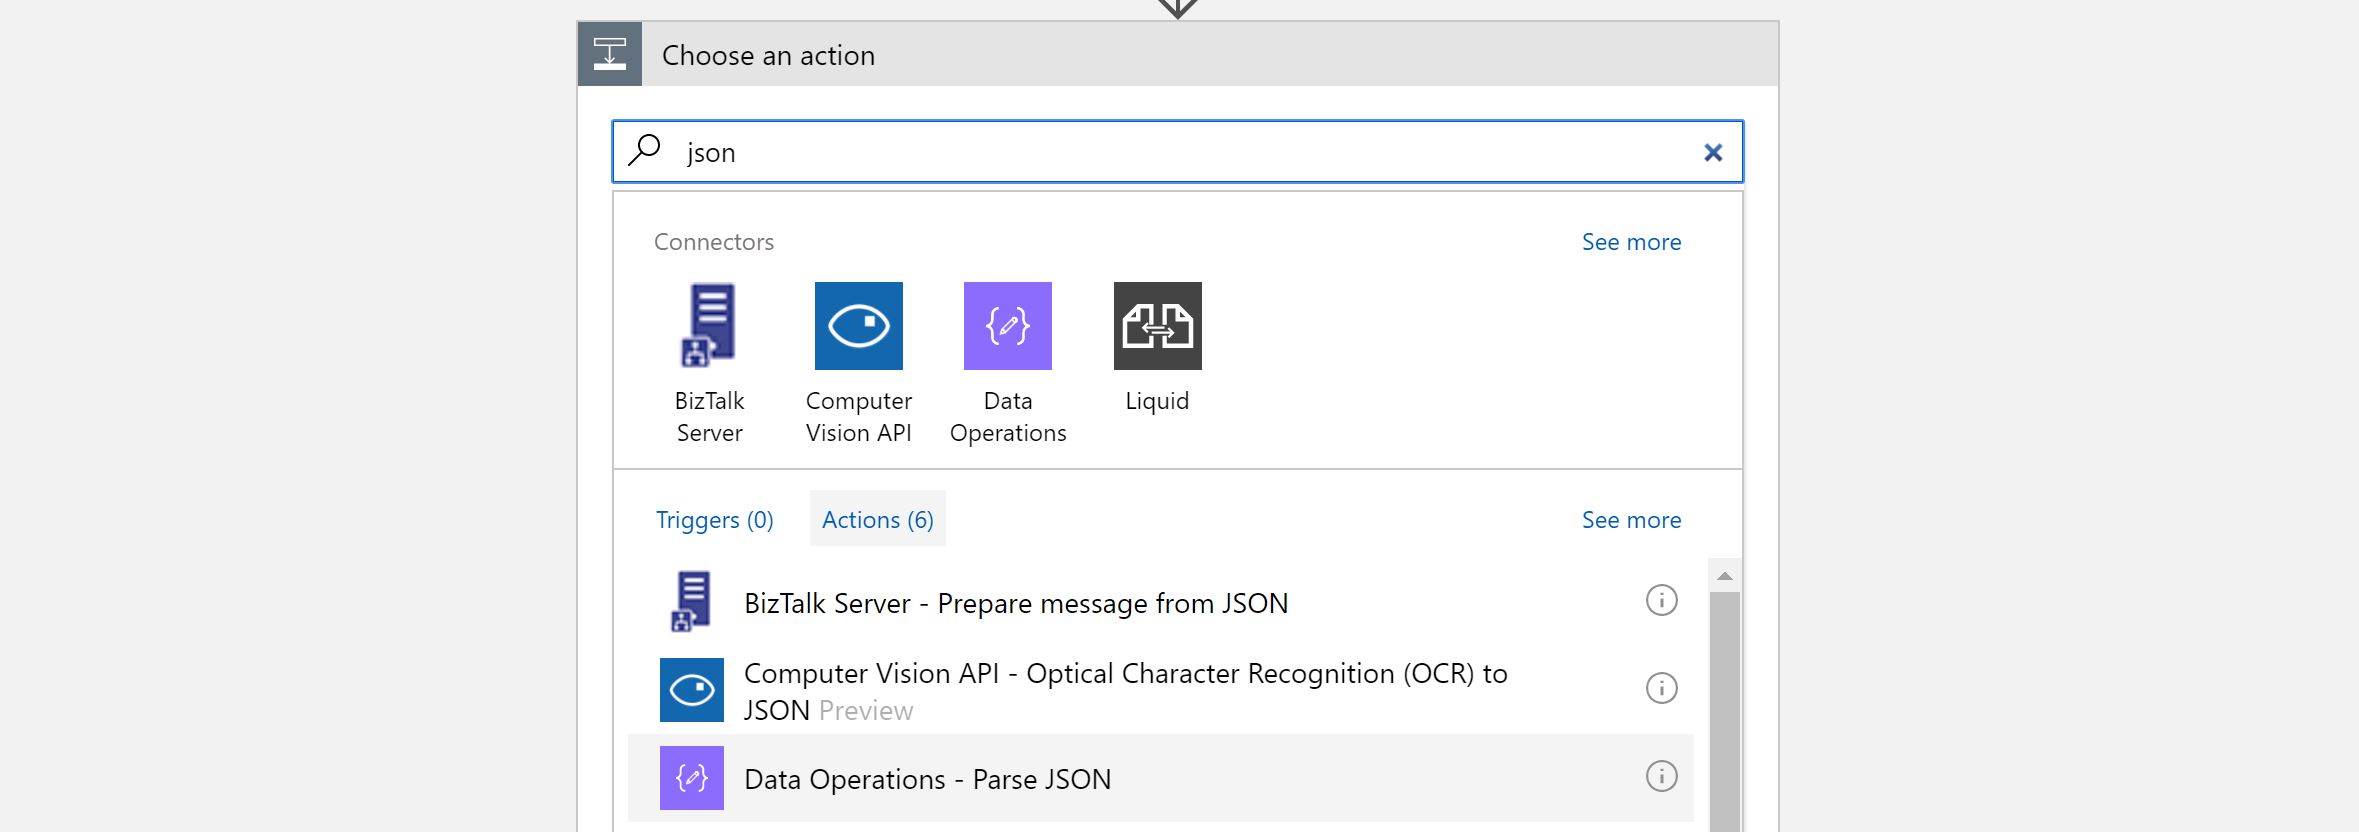 Choose an action
json
Connectors
See more
BizTalk
Server
Computer
Vision API
Data
Operations
Liquid
Triggers (0)
Actions (6)
See more
BizTalk Server - Prepare message from JSON
Computer Vision API - Optical Character Recognition (OCR) to
JSON Preview
Data Operations - Parse JSON